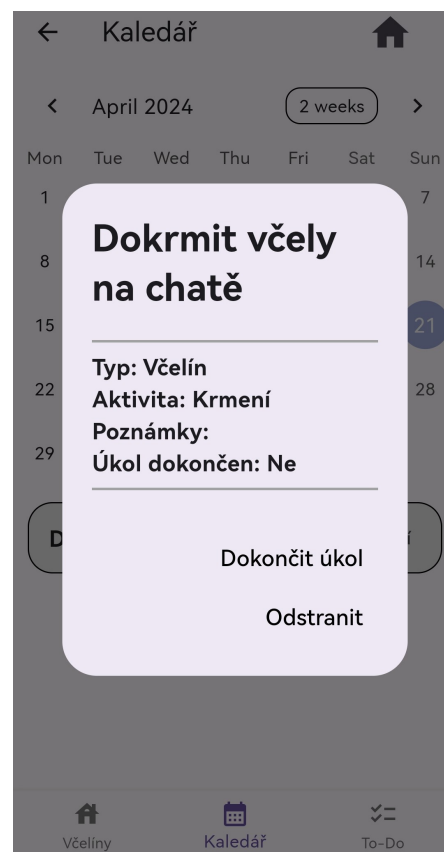 Kaledář
April 2024
2 weeks
Mon Tue Wed Thu Fri Sat Sun
1 7
8 14
15 21
22 28
29
Dokrmit včely
na chatě
Typ: Včelín
Aktivita: Krmení
Poznámky:
Úkol dokončen: Ne
D í
Dokončit úkol
Odstranit
Včelíny Kaledář To-Do